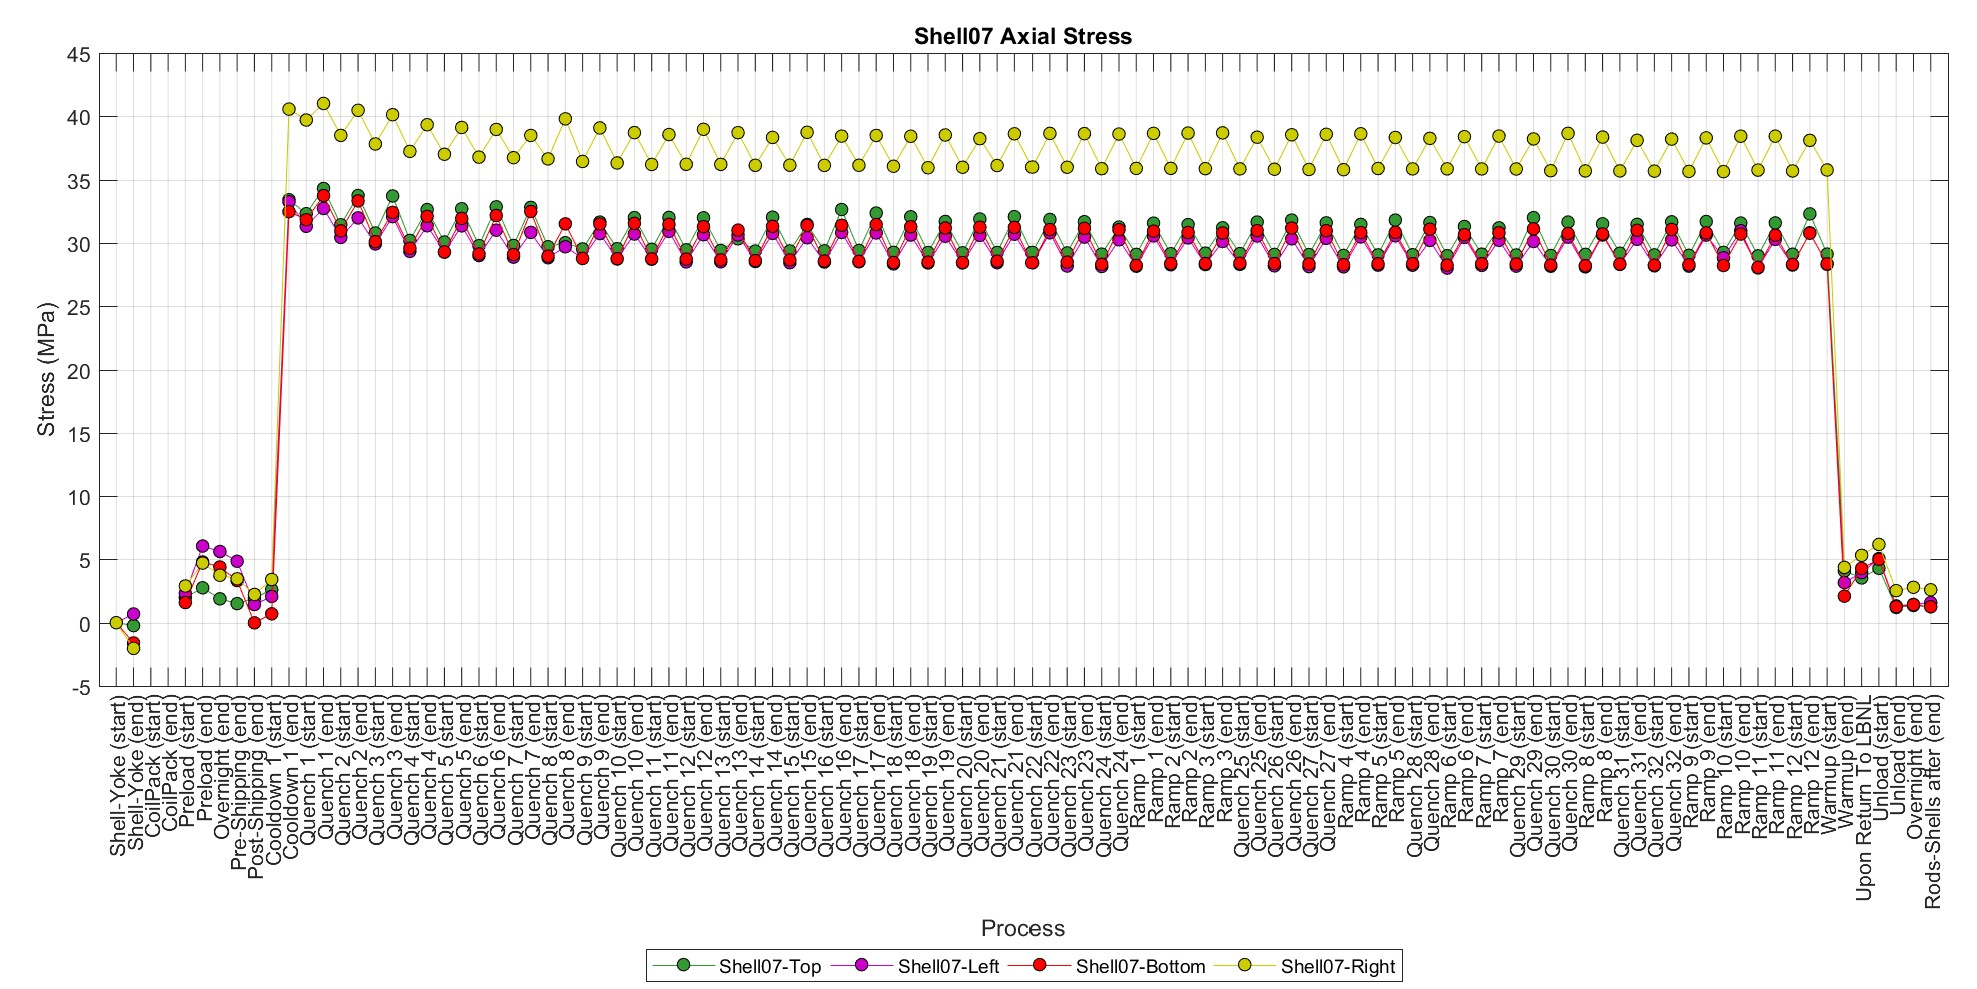 Shell07 Axial Stress
45
40
35
30
25
20
15
10
5
0
-5
Stress (MPa)
Shell-Yoke (start)
Shell-Yoke (end)
CoilPack (start)
CoilPack (end)
Preload (start)
Preload (end)
Overnight (end)
Pre-Shipping (end)
Post-Shipping (end)
Cooldown 1 (start)
Cooldown 1 (end)
Quench 1 (start)
Quench 1 (end)
Quench 2 (start)
Quench 2 (end)
Quench 3 (start)
Quench 3 (end)
Quench 4 (start)
Quench 4 (end)
Quench 5 (start)
Quench 5 (end)
Quench 6 (start)
Quench 6 (end)
Quench 7 (start)
Quench 7 (end)
Quench 8 (start)
Quench 8 (end)
Quench 9 (start)
Quench 9 (end)
Quench 10 (start)
Quench 10 (end)
Quench 11 (start)
Quench 11 (end)
Quench 12 (start)
Quench 12 (end)
Quench 13 (start)
Quench 13 (end)
Quench 14 (start)
Quench 14 (end)
Quench 15 (start)
Quench 15 (end)
Quench 16 (start)
Quench 16 (end)
Quench 17 (start)
Quench 17 (end)
Quench 18 (start)
Quench 18 (end)
Quench 19 (start)
Quench 19 (end)
Quench 20 (start)
Quench 20 (end)
Quench 21 (start)
Quench 21 (end)
Quench 22 (start)
Quench 22 (end)
Quench 23 (start)
Quench 23 (end)
Quench 24 (start)
Quench 24 (end)
Ramp 1 (start)
Ramp 1 (end)
Ramp 2 (start)
Ramp 2 (end)
Ramp 3 (start)
Ramp 3 (end)
Quench 25 (start)
Quench 25 (end)
Quench 26 (start)
Quench 26 (end)
Quench 27 (start)
Quench 27 (end)
Ramp 4 (start)
Ramp 4 (end)
Ramp 5 (start)
Ramp 5 (end)
Quench 28 (start)
Quench 28 (end)
Ramp 6 (start)
Ramp 6 (end)
Ramp 7 (start)
Ramp 7 (end)
Quench 29 (start)
Quench 29 (end)
Quench 30 (start)
Quench 30 (end)
Ramp 8 (start)
Ramp 8 (end)
Quench 31 (start)
Quench 31 (end)
Quench 32 (start)
Quench 32 (end)
Ramp 9 (start)
Ramp 9 (end)
Ramp 10 (start)
Ramp 10 (end)
Ramp 11 (start)
Ramp 11 (end)
Ramp 12 (start)
Ramp 12 (end)
Warmup (start)
Warmup (end)
Upon Return To LBNL
Unload (start)
Unload (end)
Overnight (end)
Rods-Shells after (end)
Process
Shell07-Top
Shell07-Left
Shell07-Bottom
Shell07-Right